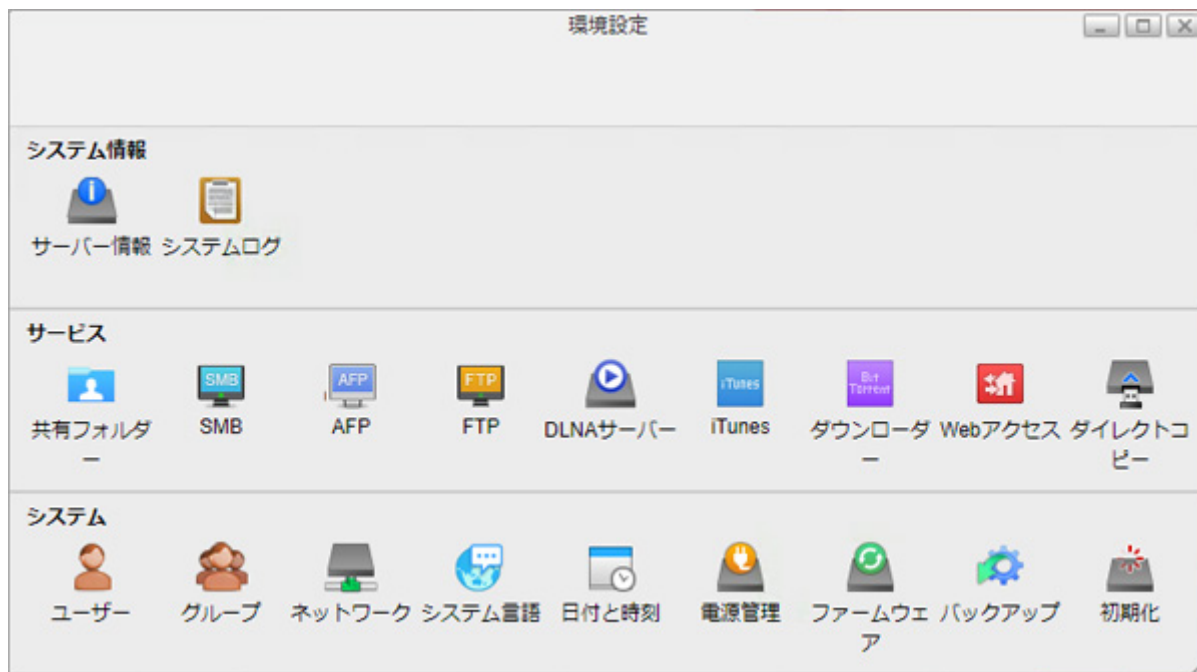 環境設定
システム情報
サーバー情報 システムログ
サービス
SMB AFP FTP iTunes Bit
Torrent
共有フォルダ SMB AFP FTP DLNAサーバー iTunes ダウンローダ Webアクセス ダイレクトコ
ー ー ピー
システム
ユーザー グループ ネットワーク システム言語 日付と時刻 電源管理 ファームウェ バックアップ 初期化
ア